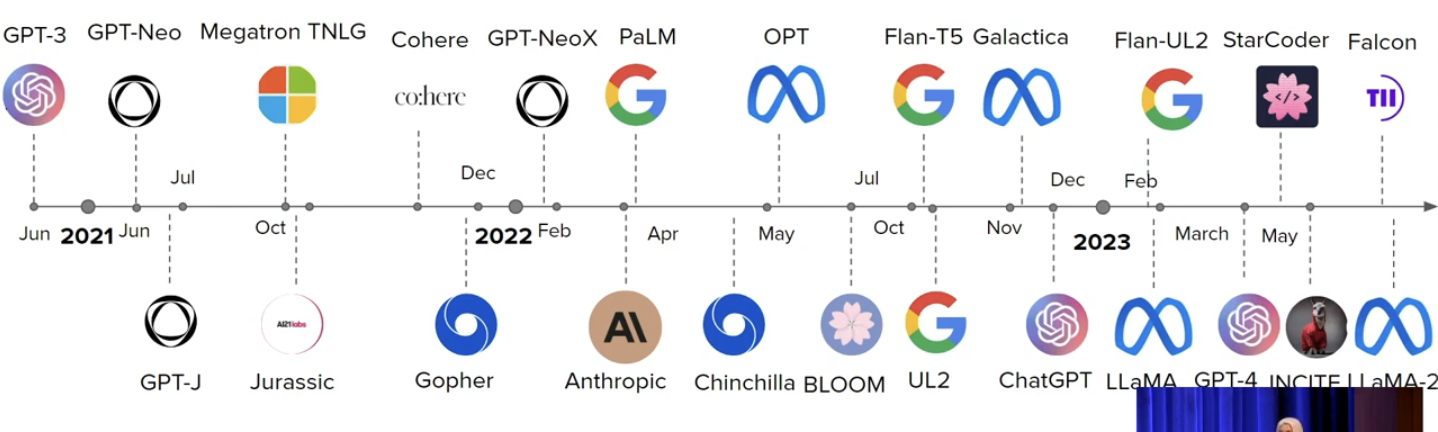 GPT-3 GPT-Neo Megatron TNLG Cohere GPT-NeoX PaLM OPT Flan-T5 Galactica Flan-UL2 StarCoder Falcon
co:here </> TII
Jul Dec Jul Dec Feb
Jun 2021 Jun Oct 2022 Feb Apr May Oct Nov 2023 March May
AI21labs A\
GPT-J Jurassic Gopher Anthropic Chinchilla BLOOM UL2 ChatGPT LLaMA GPT-4 INCITE LLaMA-2